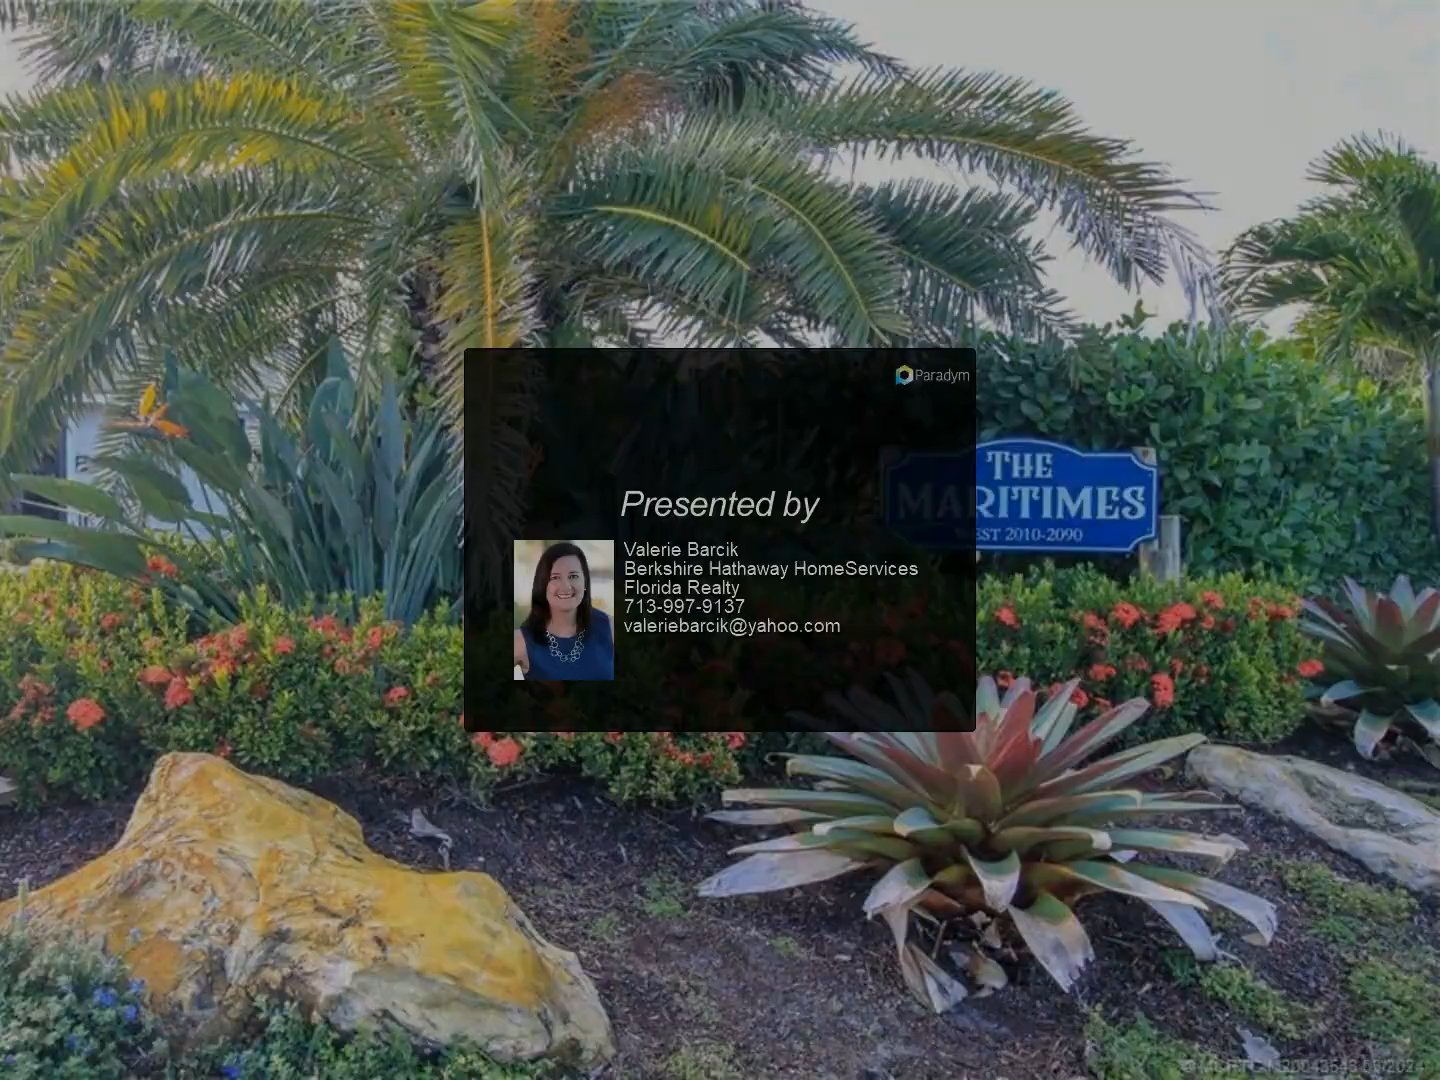 Paradym
THE
MARITIMES
WEST 2010-2090
Presented by
Valerie Barcik
Berkshire Hathaway HomeServices
Florida Realty
713-997-9137
valeriebarcik@yahoo.com